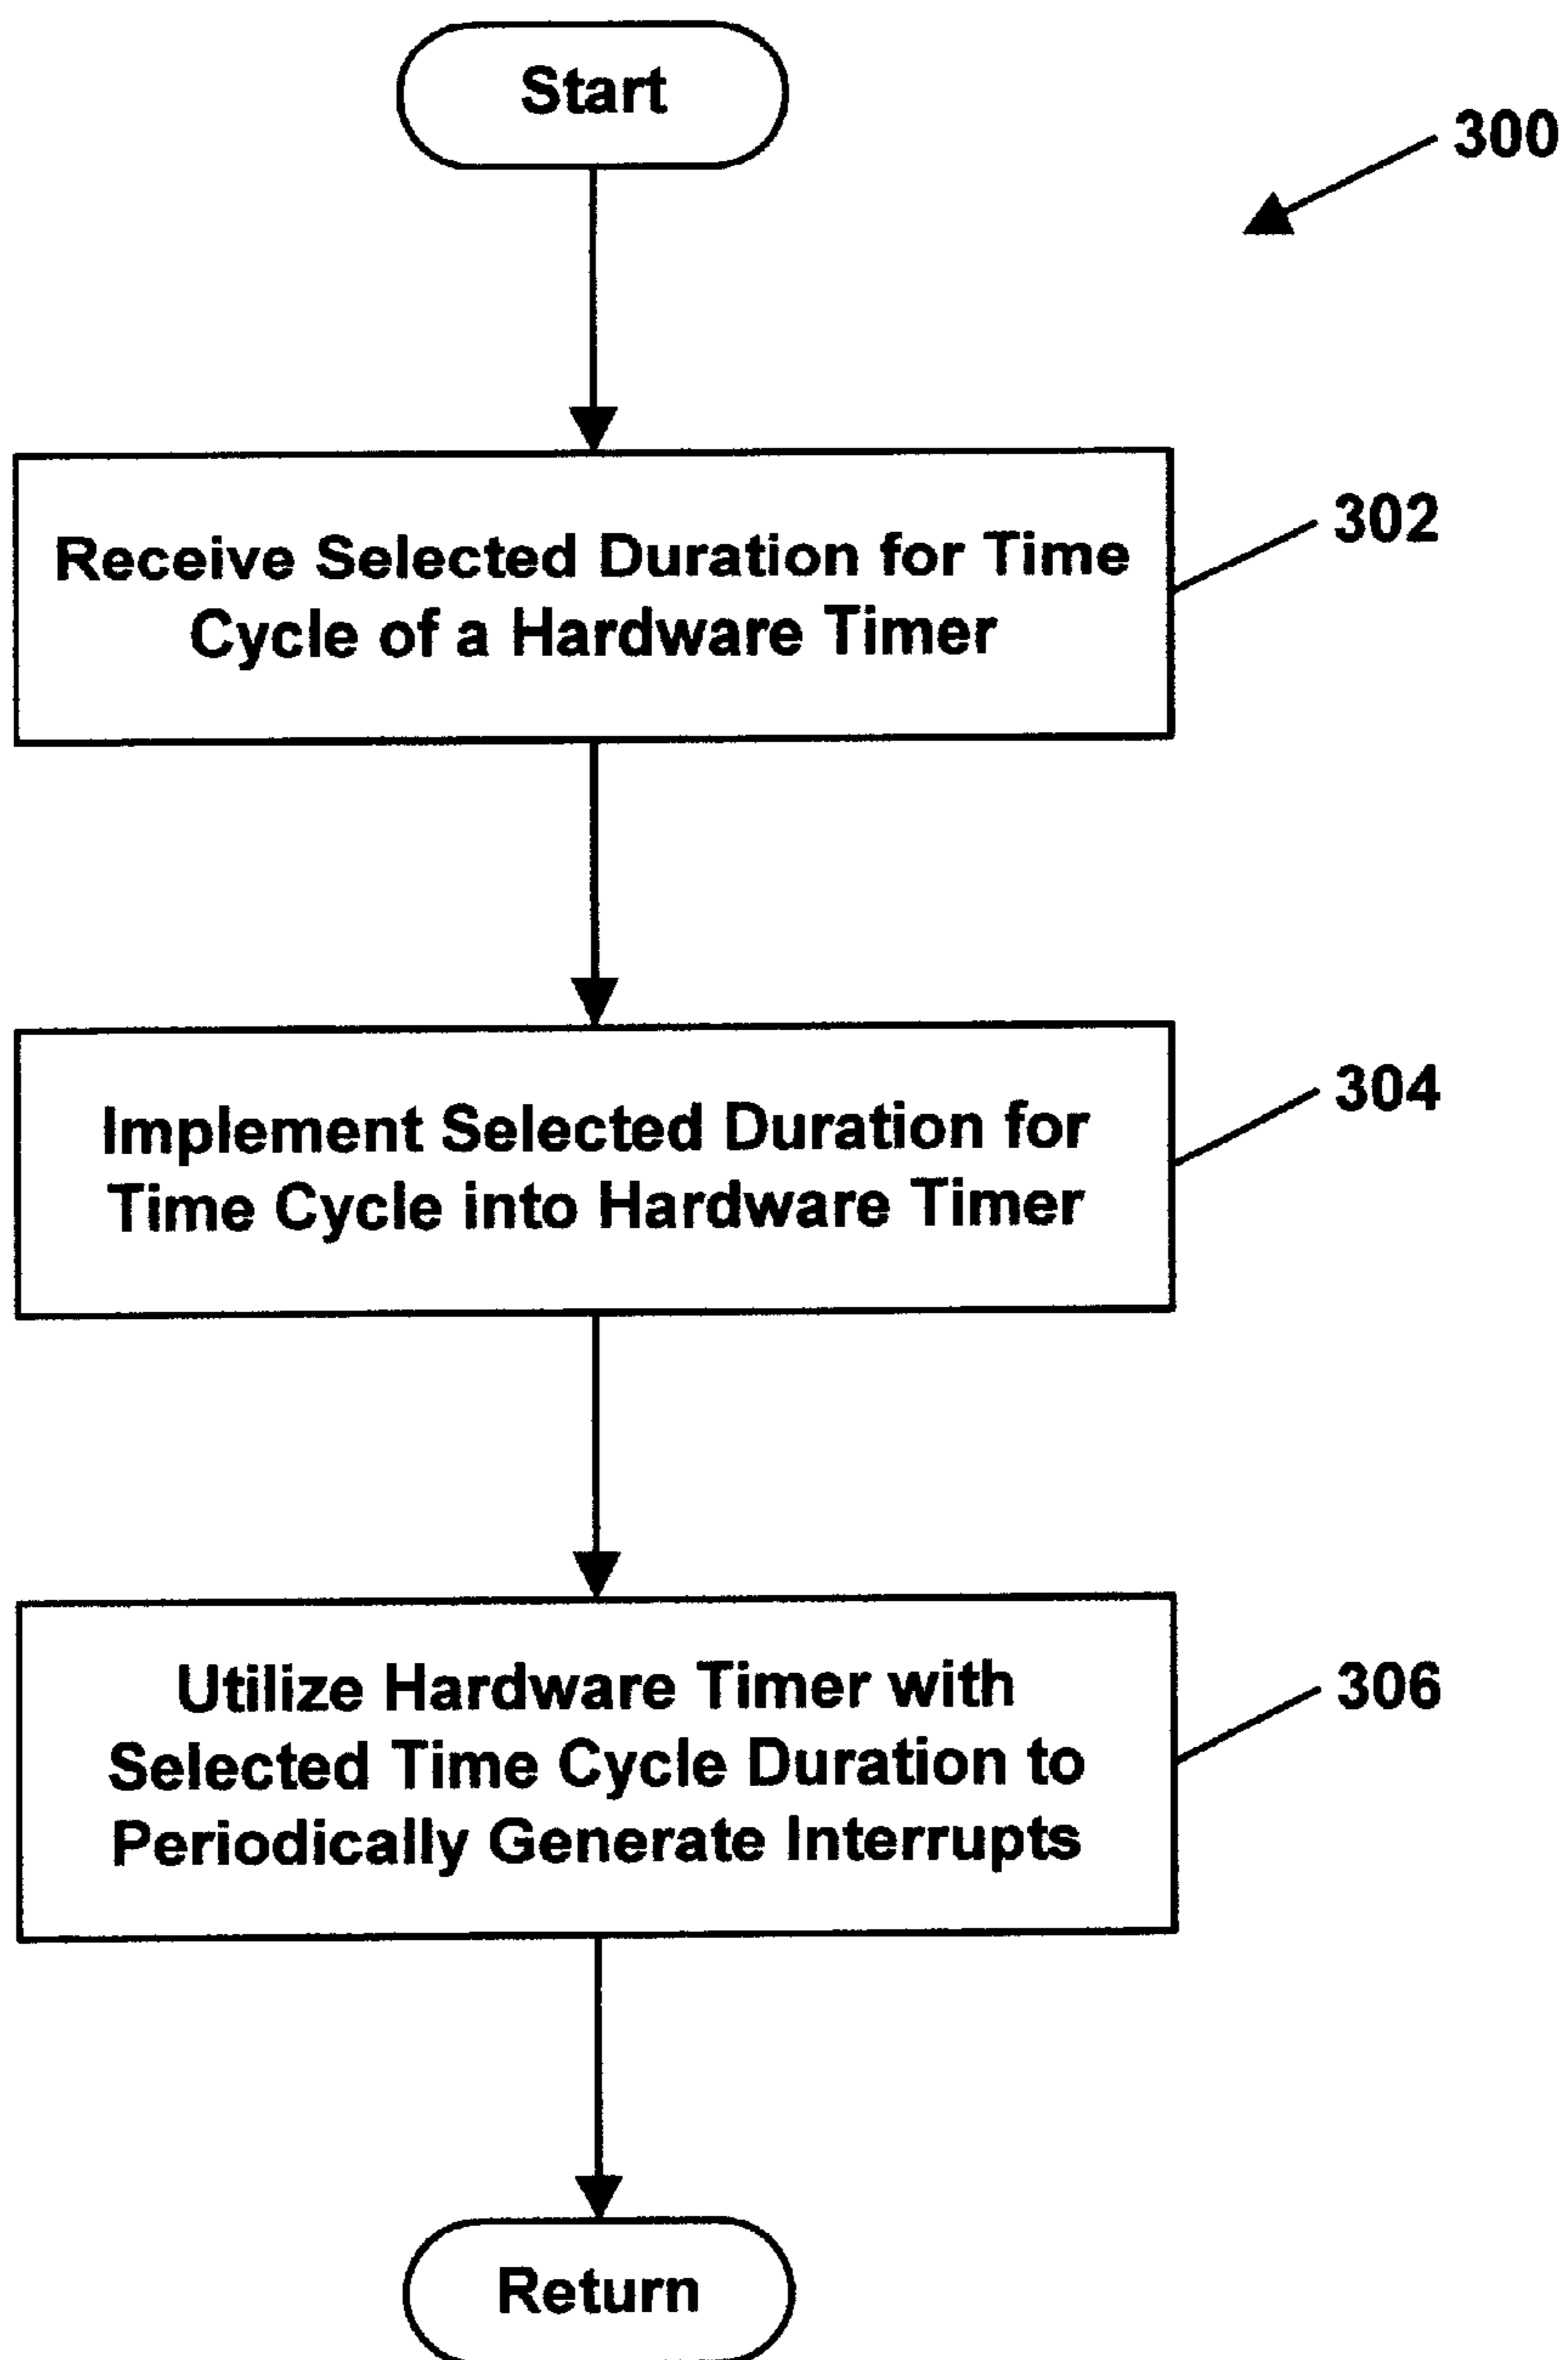 Start
300
Receive Selected Duration for Time
Cycle of a Hardware Timer
302
Implement Selected Duration for
Time Cycle into Hardware Timer
304
Utilize Hardware Timer with
Selected Time Cycle Duration to
Periodically Generate Interrupts
306
Return